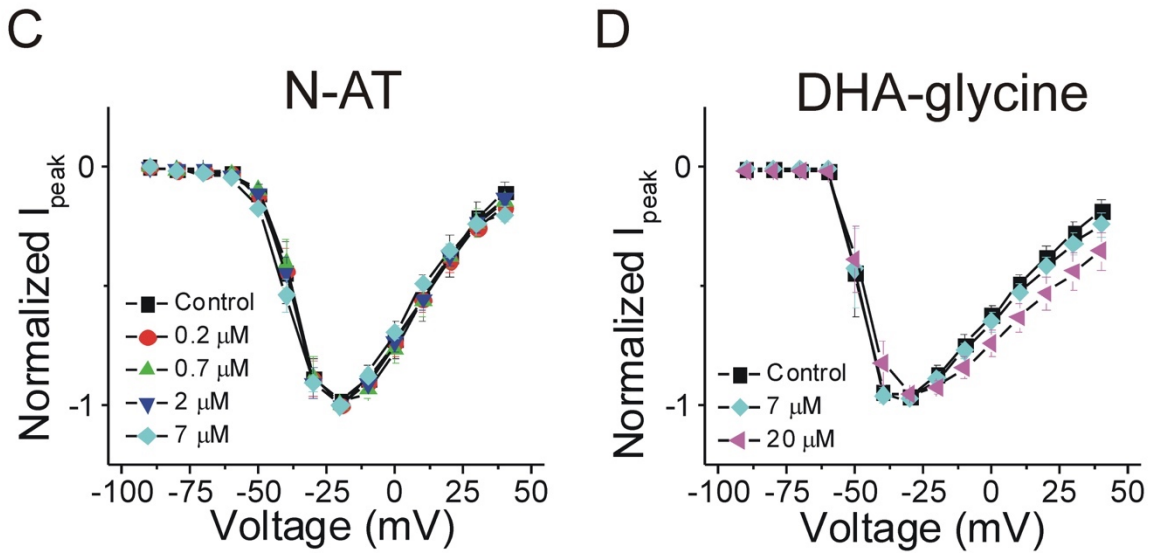 C
N-AT
Normalized I peak
0
-1
Control
0.2 μM
0.7 μM
2 μM
7 μM
-100 -75 -50 -25 0 25 50
Voltage (mV)
D
DHA-glycine
Normalized I peak
0
-1
Control
7 μM
20 μM
-100 -75 -50 -25 0 25 50
Voltage (mV)